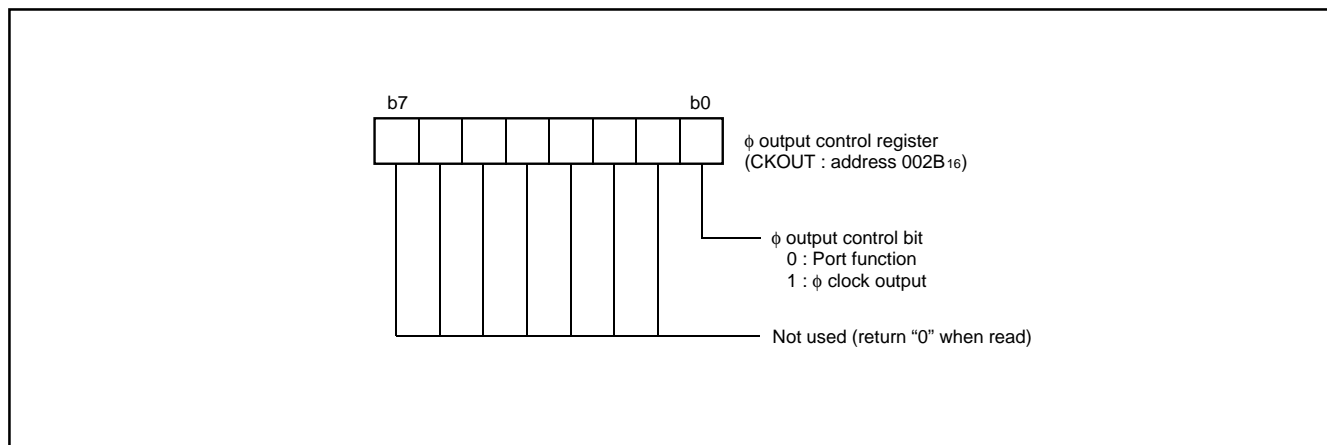 b7 b0
ϕ output control register
(CKOUT : address 002B16)
ϕ output control bit
0 : Port function
1 : ϕ clock output
Not used (return “0” when read)